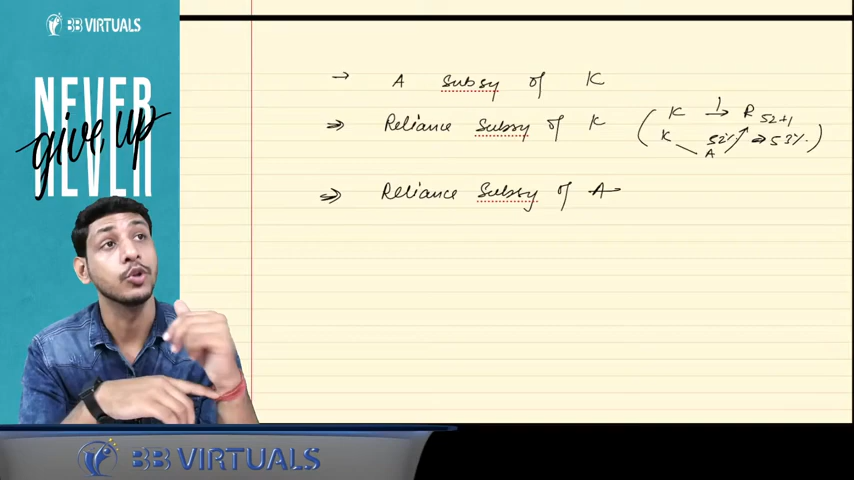 BB VIRTUALS
NEVER
give up
NEVER
→ A Subsy of K
⇒ Reliance Subsy of K ( K 1 → R 52+1
K 52% ⇒ 53% )
A
⇒ Reliance Subsy of A
BB VIRTUALS